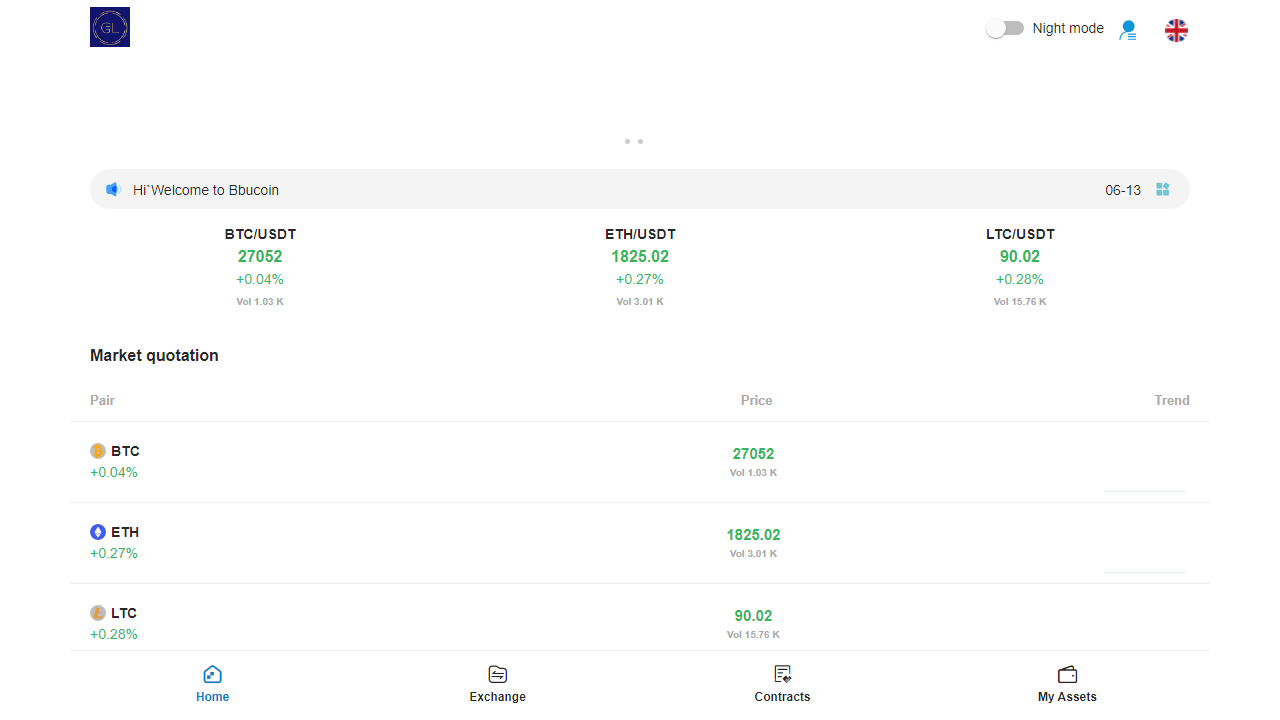 GL
Night mode
Hi`Welcome to Bbucoin 06-13
BTC/USDT ETH/USDT LTC/USDT
27052 1825.02 90.02
+0.04% +0.27% +0.28%
Vol 1.03 K Vol 3.01 K Vol 15.76 K
Market quotation
Pair Price Trend
BTC 27052
+0.04% Vol 1.03 K
ETH 1825.02
+0.27% Vol 3.01 K
LTC 90.02
+0.28% Vol 15.76 K
Home Exchange Contracts My Assets